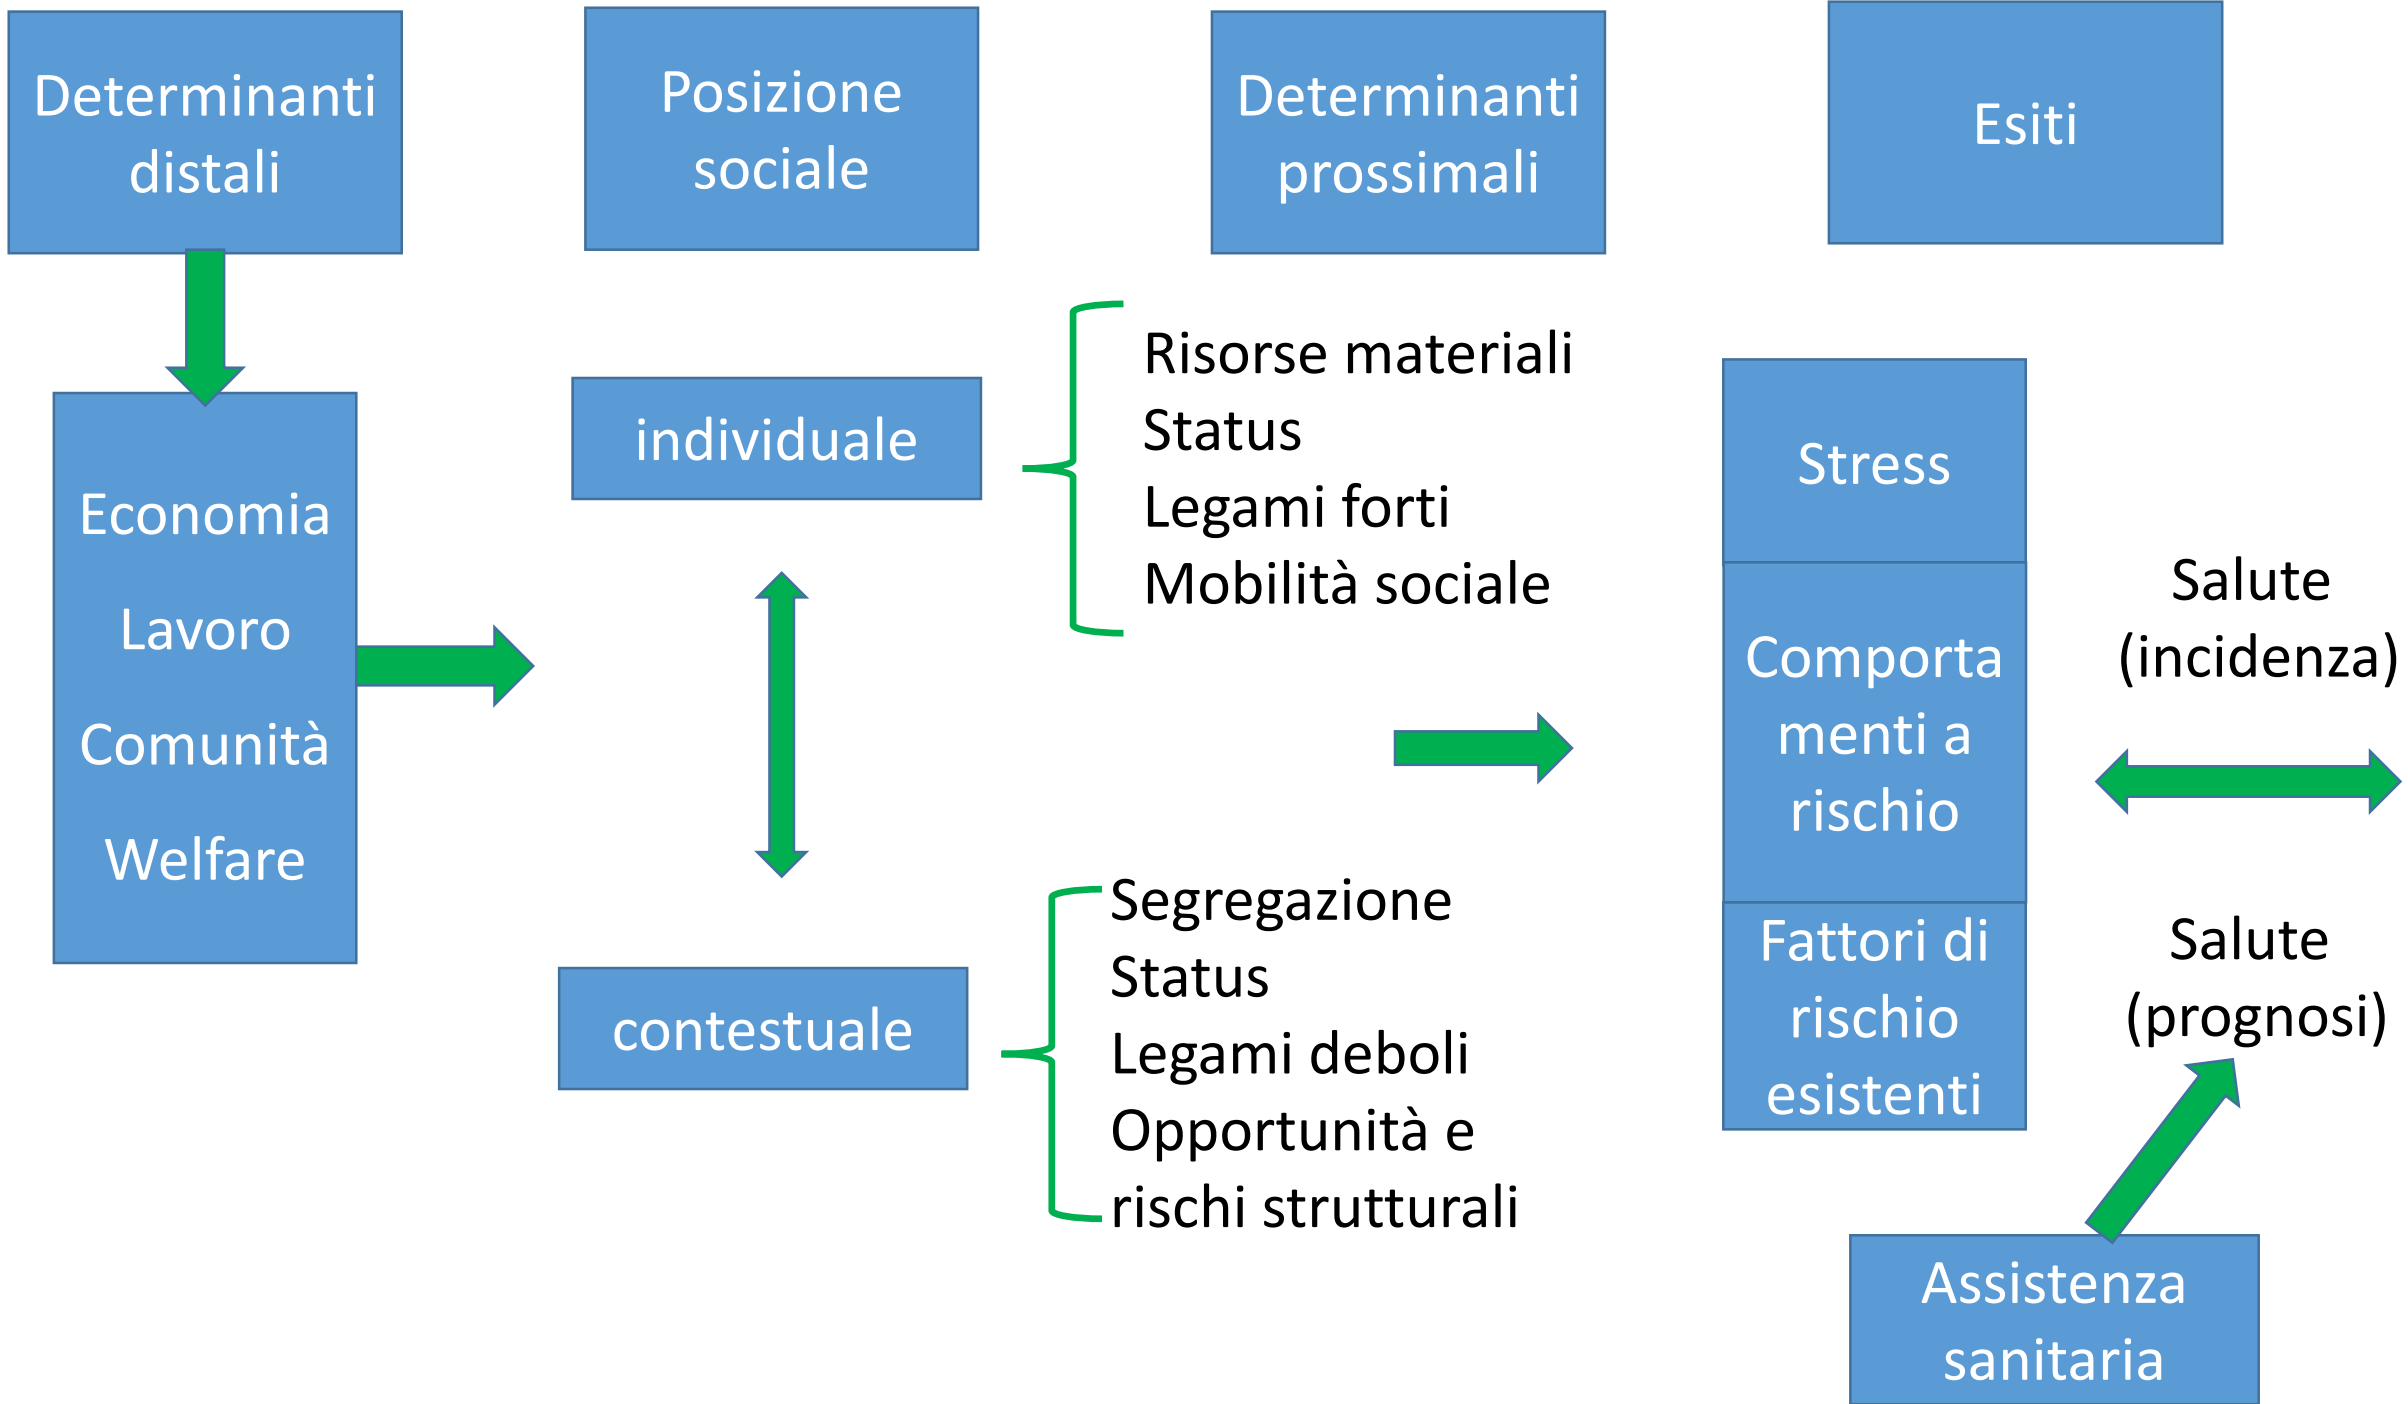 Determinanti
distali
Posizione
sociale
Determinanti
prossimali
Esiti
Economia
Lavoro
Comunità
Welfare
individuale
contestuale
Risorse materiali
Status
Legami forti
Mobilità sociale
Segregazione
Status
Legami deboli
Opportunità e
rischi strutturali
Stress
Comporta
menti a
rischio
Fattori di
rischio
esistenti
Salute
(incidenza)
Salute
(prognosi)
Assistenza
sanitaria